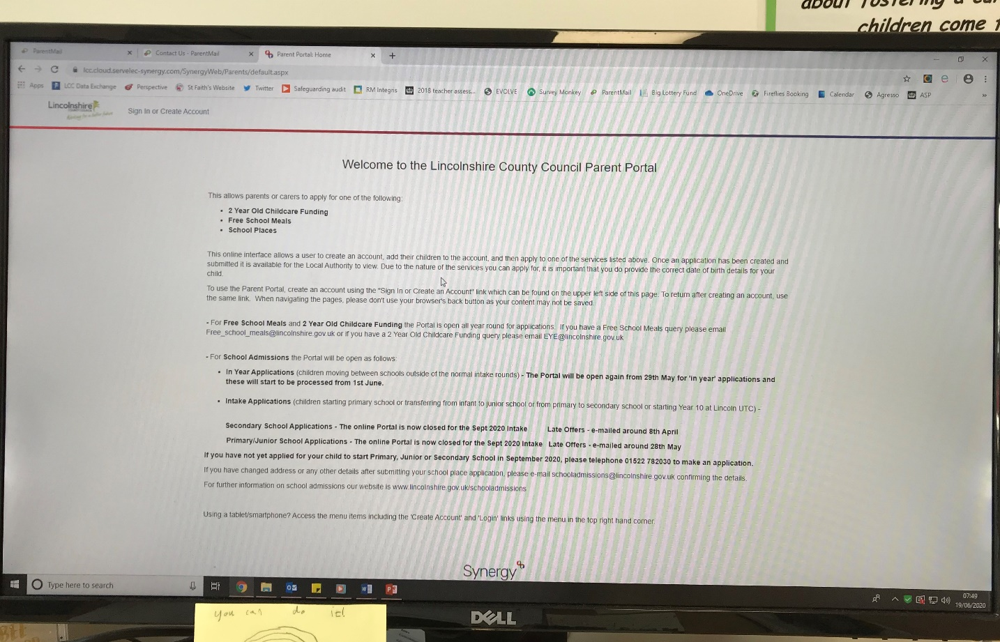 about fostering a
children come
ParentMail
Contact Us - ParentMail
Parent Portal: Home
lcc.cloud.servelec-synergy.com/SynergyWeb/Parents/default.aspx
Apps LCC Data Exchange Perspective St Faith's Website Twitter Safeguarding audit RM Integris 2018 teacher assess... EVOLVE Survey Monkey ParentMail Big Lottery Fund OneDrive Fireflies Booking Calendar Agresso ASP »
Lincolnshire
COUNTY COUNCIL
Sign In or Create Account
Welcome to the Lincolnshire County Council Parent Portal
This allows parents or carers to apply for one of the following:
• 2 Year Old Childcare Funding
• Free School Meals
• School Places
This online interface allows a user to create an account, add their children to the account, and then apply to one of the services listed above. Once an application has been created and
submitted it is available for the Local Authority to view. Due to the nature of the services you can apply for, it is important that you do provide the correct date of birth details for your
child.
To use the Parent Portal, create an account using the "Sign In or Create an Account" link which can be found on the upper left side of this page. To return after creating an account, use
the same link. When navigating the pages, please don't use your browser's back button as your content may not be saved.
- For Free School Meals and 2 Year Old Childcare Funding the Portal is open all year round for applications. If you have a Free School Meals query please email
Free_school_meals@lincolnshire.gov.uk or if you have a 2 Year Old Childcare Funding query please email EYE@lincolnshire.gov.uk
- For School Admissions the Portal will be open as follows:
• In Year Applications (children moving between schools outside of the normal intake rounds) - The Portal will be open again from 29th May for 'in year' applications and
these will start to be processed from 1st June.
• Intake Applications (children starting primary school or transferring from infant to junior school or from primary to secondary school or starting Year 10 at Lincoln UTC) -
Secondary School Applications - The online Portal is now closed for the Sept 2020 Intake Late Offers - e-mailed around 8th April
Primary/Junior School Applications - The online Portal is now closed for the Sept 2020 Intake Late Offers - e-mailed around 28th May
If you have not yet applied for your child to start Primary, Junior or Secondary School in September 2020, please telephone 01522 782030 to make an application.
If you have changed address or any other details after submitting your school place application, please e-mail schooladmissions@lincolnshire.gov.uk confirming the details.
For further information on school admissions our website is www.lincolnshire.gov.uk/schooladmissions
Using a tablet/smartphone? Access the menu items including the 'Create Account' and 'Login' links using the menu in the top right hand corner.
Synergy
Type here to search
07:49
19/06/2020
DELL
you can do it!